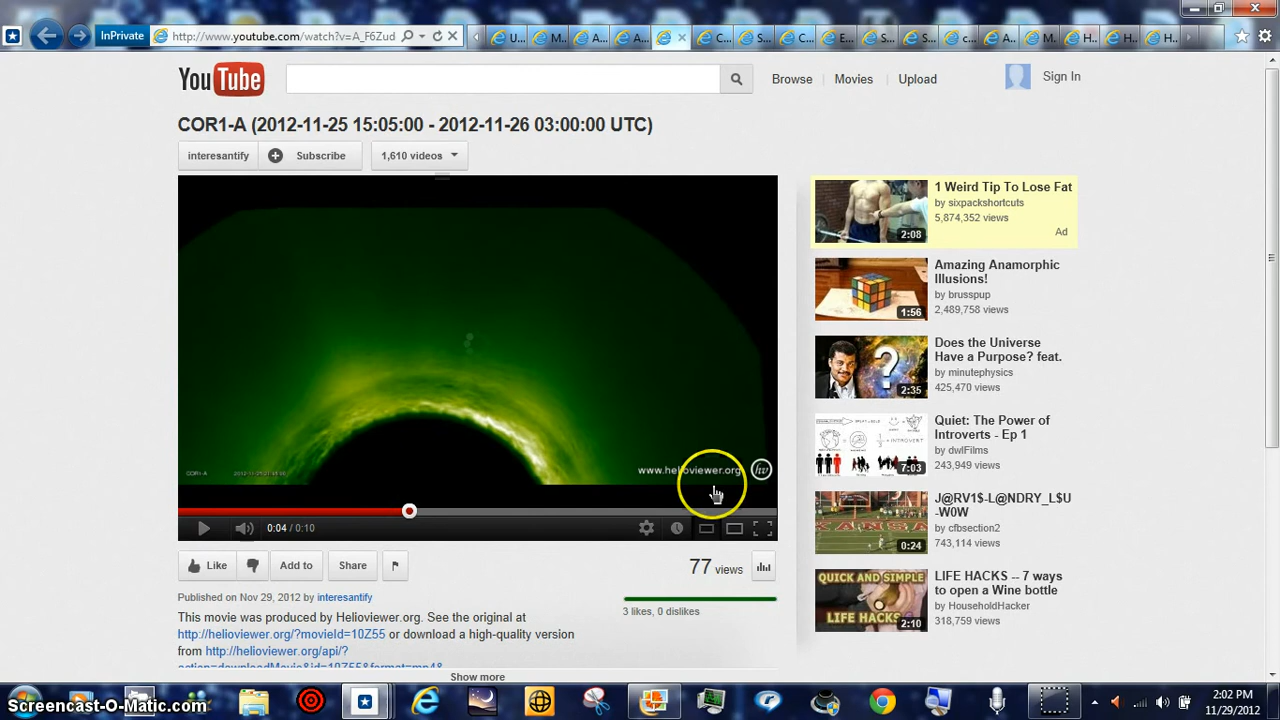 InPrivate
http://www.youtube.com/watch?v=A_F6Zud
U...
M...
A...
A...
C...
S...
C...
E...
S...
S...
c...
A...
M...
H...
H...
H...
YouTube
Browse
Movies
Upload
Sign In
COR1-A (2012-11-25 15:05:00 - 2012-11-26 03:00:00 UTC)
interesantify
Subscribe
1,610 videos
COR1-A
www.helioviewer.org
hv
0:04 / 0:10
Like
Add to
Share
77 views
Published on Nov 29, 2012 by interesantify
3 likes, 0 dislikes
This movie was produced by Helioviewer.org. See the original at
http://helioviewer.org/?movieId=10Z55 or download a high-quality version
from http://helioviewer.org/api/?
action=downloadMovie&id=10Z55&format=mp4&
Show more
1 Weird Tip To Lose Fat
by sixpackshortcuts
5,874,352 views
Ad
2:08
Amazing Anamorphic
Illusions!
by brusspup
2,489,758 views
1:56
Does the Universe
Have a Purpose? feat.
by minutephysics
425,470 views
2:35
Quiet: The Power of
Introverts - Ep 1
by dwlFilms
243,949 views
7:03
J@RV1$-L@NDRY_L$U
-W0W
by cfbsection2
743,114 views
KANSAS
0:24
LIFE HACKS -- 7 ways
to open a Wine bottle
by HouseholdHacker
318,759 views
QUICK AND SIMPLE
LIFE HACKS
2:10
Screencast-O-Matic.com
2:02 PM
11/29/2012